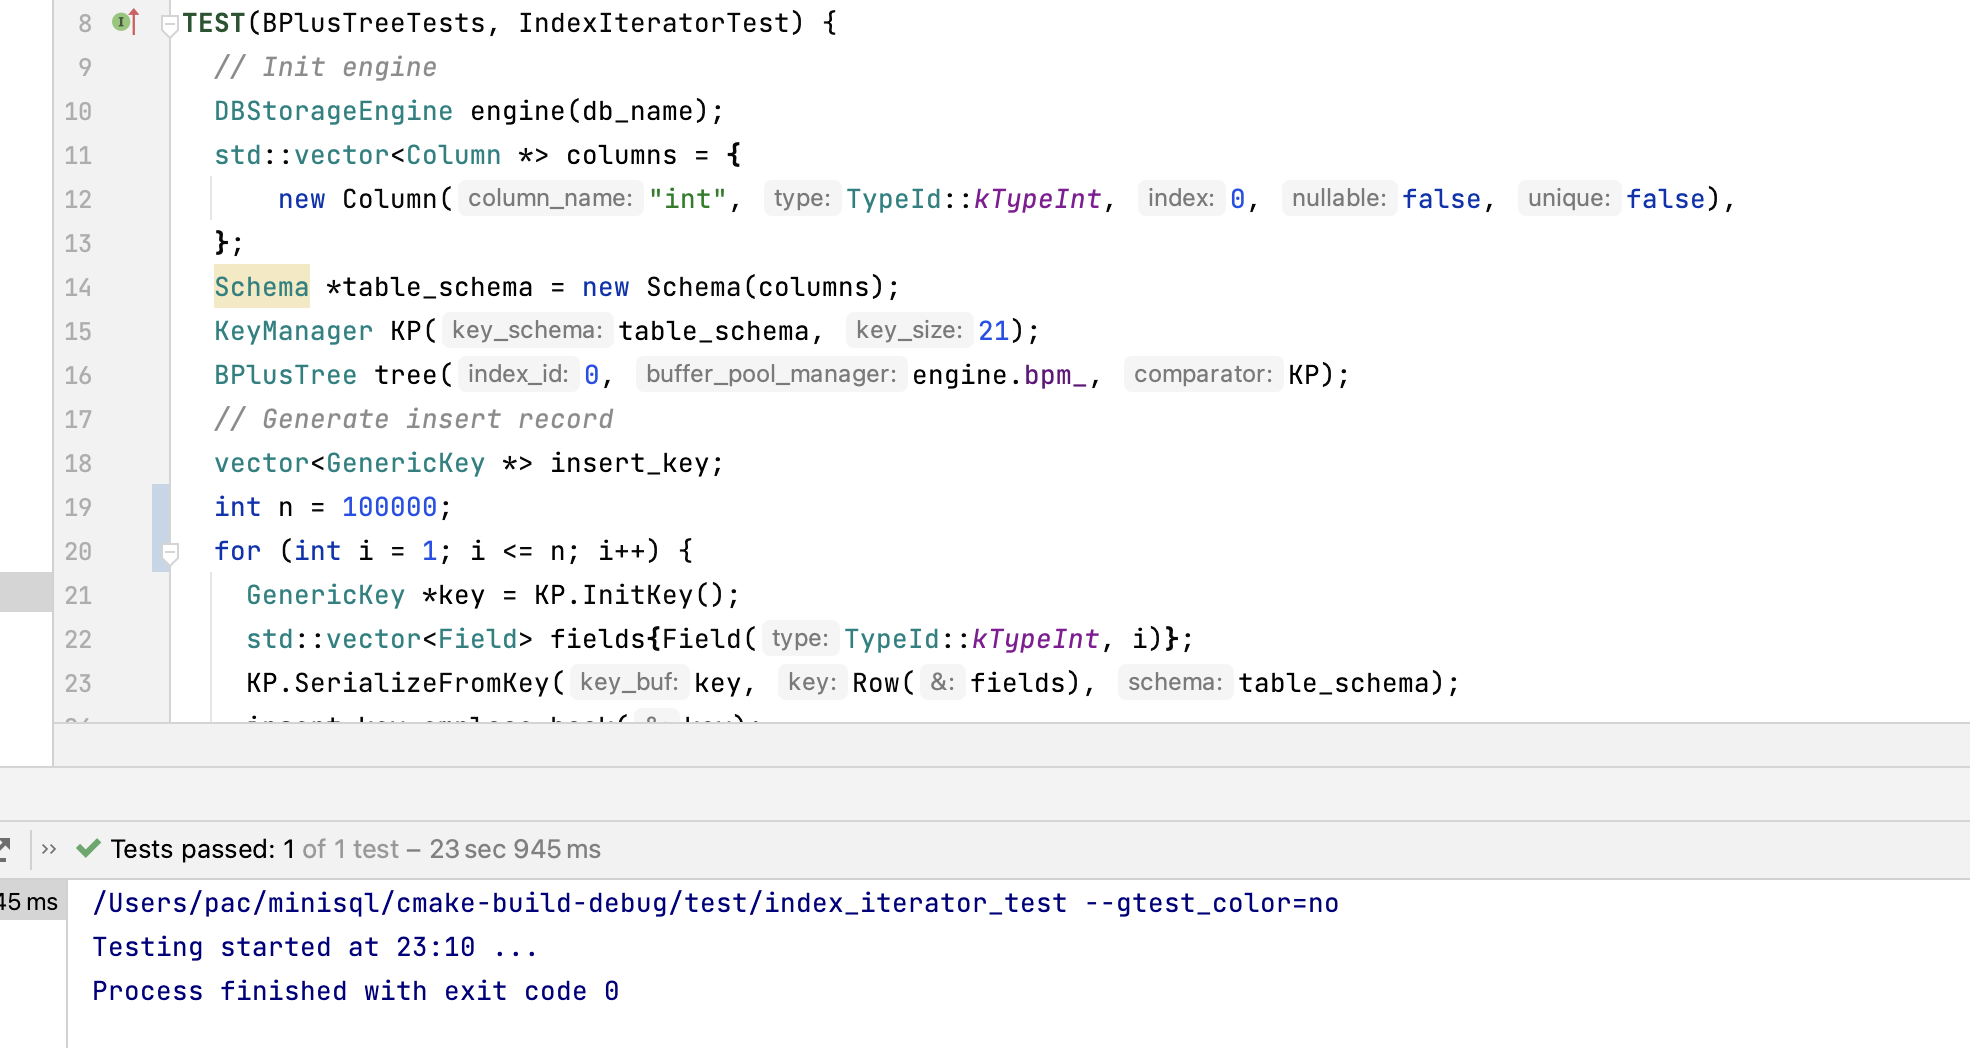 8 TEST(BPlusTreeTests, IndexIteratorTest) {
9 // Init engine
10 DBStorageEngine engine(db_name);
11 std::vector<Column *> columns = {
12 new Column( column_name: "int", type: TypeId::kTypeInt, index: 0, nullable: false, unique: false),
13 };
14 Schema *table_schema = new Schema(columns);
15 KeyManager KP( key_schema: table_schema, key_size: 21);
16 BPlusTree tree( index_id: 0, buffer_pool_manager: engine.bpm_, comparator: KP);
17 // Generate insert record
18 vector<GenericKey *> insert_key;
19 int n = 100000;
20 for (int i = 1; i <= n; i++) {
21 GenericKey *key = KP.InitKey();
22 std::vector<Field> fields{Field( type: TypeId::kTypeInt, i)};
23 KP.SerializeFromKey( key_buf: key, key: Row( &: fields), schema: table_schema);
Tests passed: 1 of 1 test – 23 sec 945 ms
45 ms
/Users/pac/minisql/cmake-build-debug/test/index_iterator_test --gtest_color=no
Testing started at 23:10 ...
Process finished with exit code 0